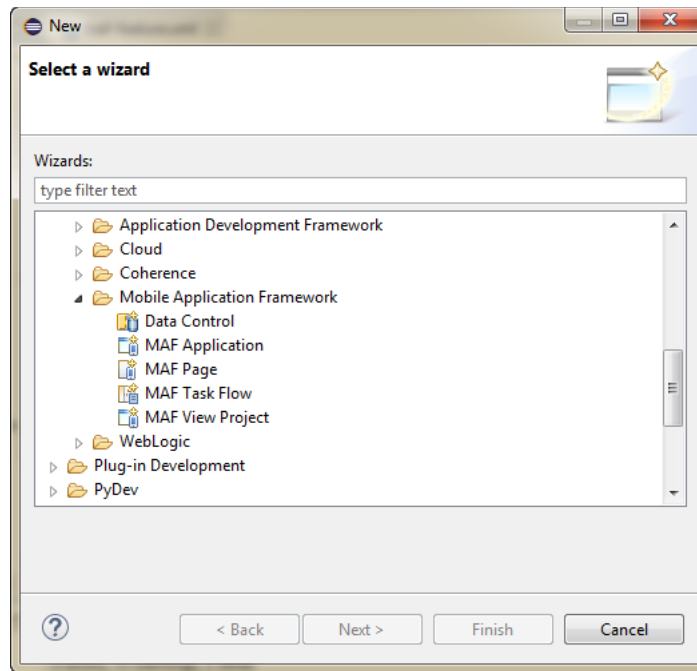 New
Select a wizard
Wizards:
type filter text
Application Development Framework
Cloud
Coherence
Mobile Application Framework
Data Control
MAF Application
MAF Page
MAF Task Flow
MAF View Project
WebLogic
Plug-in Development
PyDev
< Back
Next >
Finish
Cancel